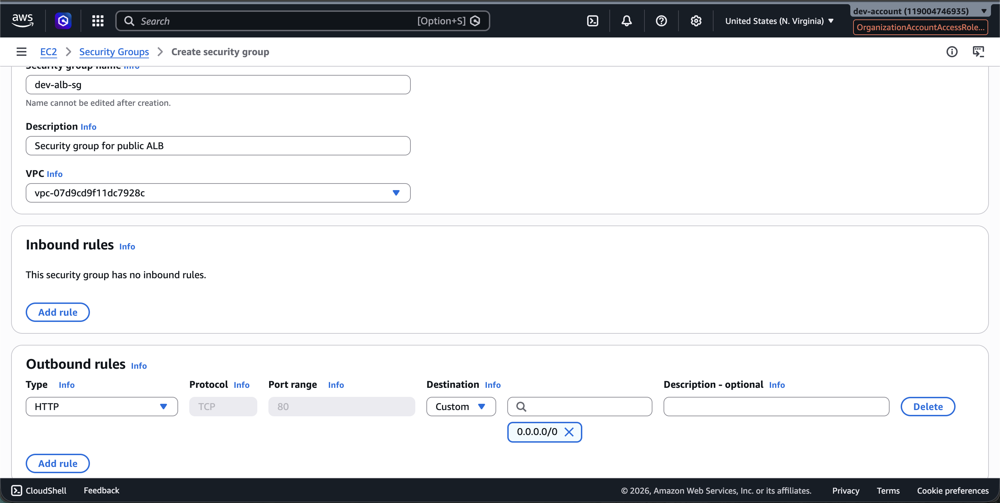 aws
Search [Option+S]
United States (N. Virginia)
dev-account (119004746935)
OrganizationAccountAccessRole...
EC2 Security Groups Create security group
Security group name Info
dev-alb-sg
Name cannot be edited after creation.
Description Info
Security group for public ALB
VPC Info
vpc-07d9cd9f11dc7928c
Inbound rules Info
This security group has no inbound rules.
Add rule
Outbound rules Info
Type Info Protocol Info Port range Info Destination Info Description - optional Info
HTTP TCP 80 Custom Delete
0.0.0.0/0
Add rule
CloudShell Feedback © 2026, Amazon Web Services, Inc. or its affiliates. Privacy Terms Cookie preferences